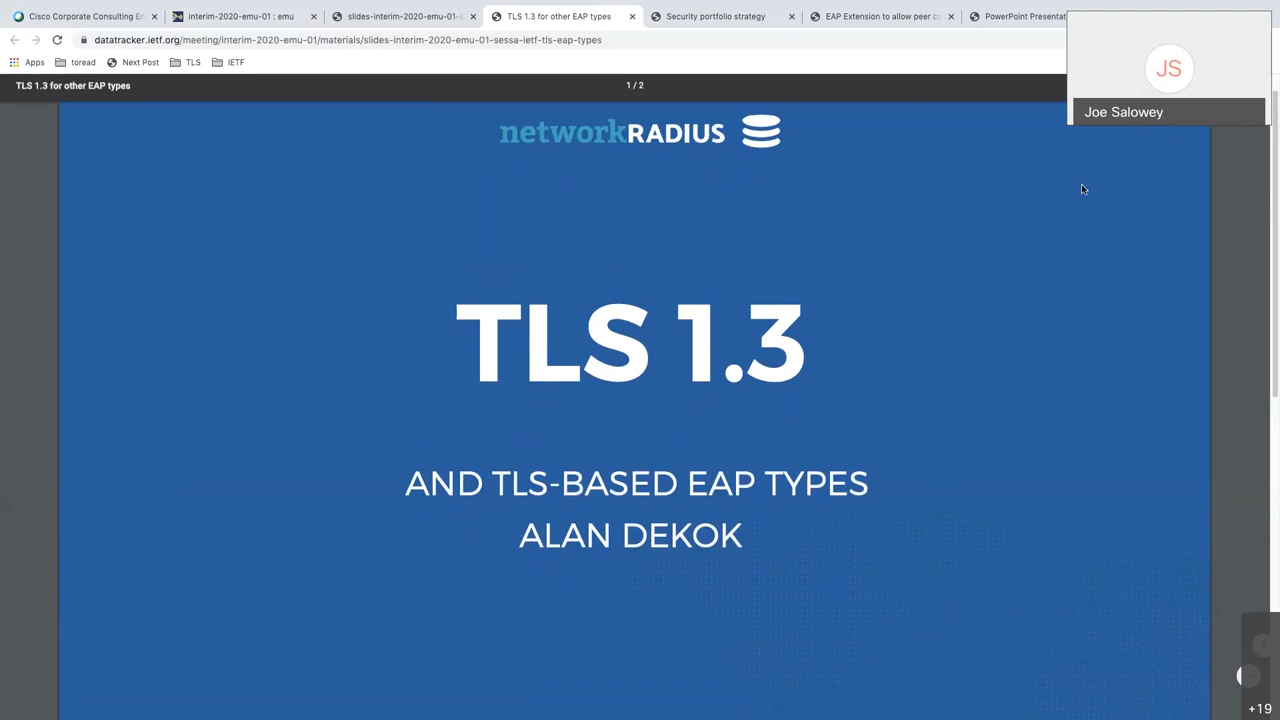 Cisco Corporate Consulting En
interim-2020-emu-01 : emu
slides-interim-2020-emu-01-s
TLS 1.3 for other EAP types
Security portfolio strategy
EAP Extension to allow peer co
PowerPoint Presentat
datatracker.ietf.org/meeting/interim-2020-emu-01/materials/slides-interim-2020-emu-01-sessa-ietf-tls-eap-types
Apps
toread
Next Post
TLS
IETF
TLS 1.3 for other EAP types
1 / 2
JS
Joe Salowey
networkRADIUS
TLS 1.3
AND TLS-BASED EAP TYPES
ALAN DEKOK
+19